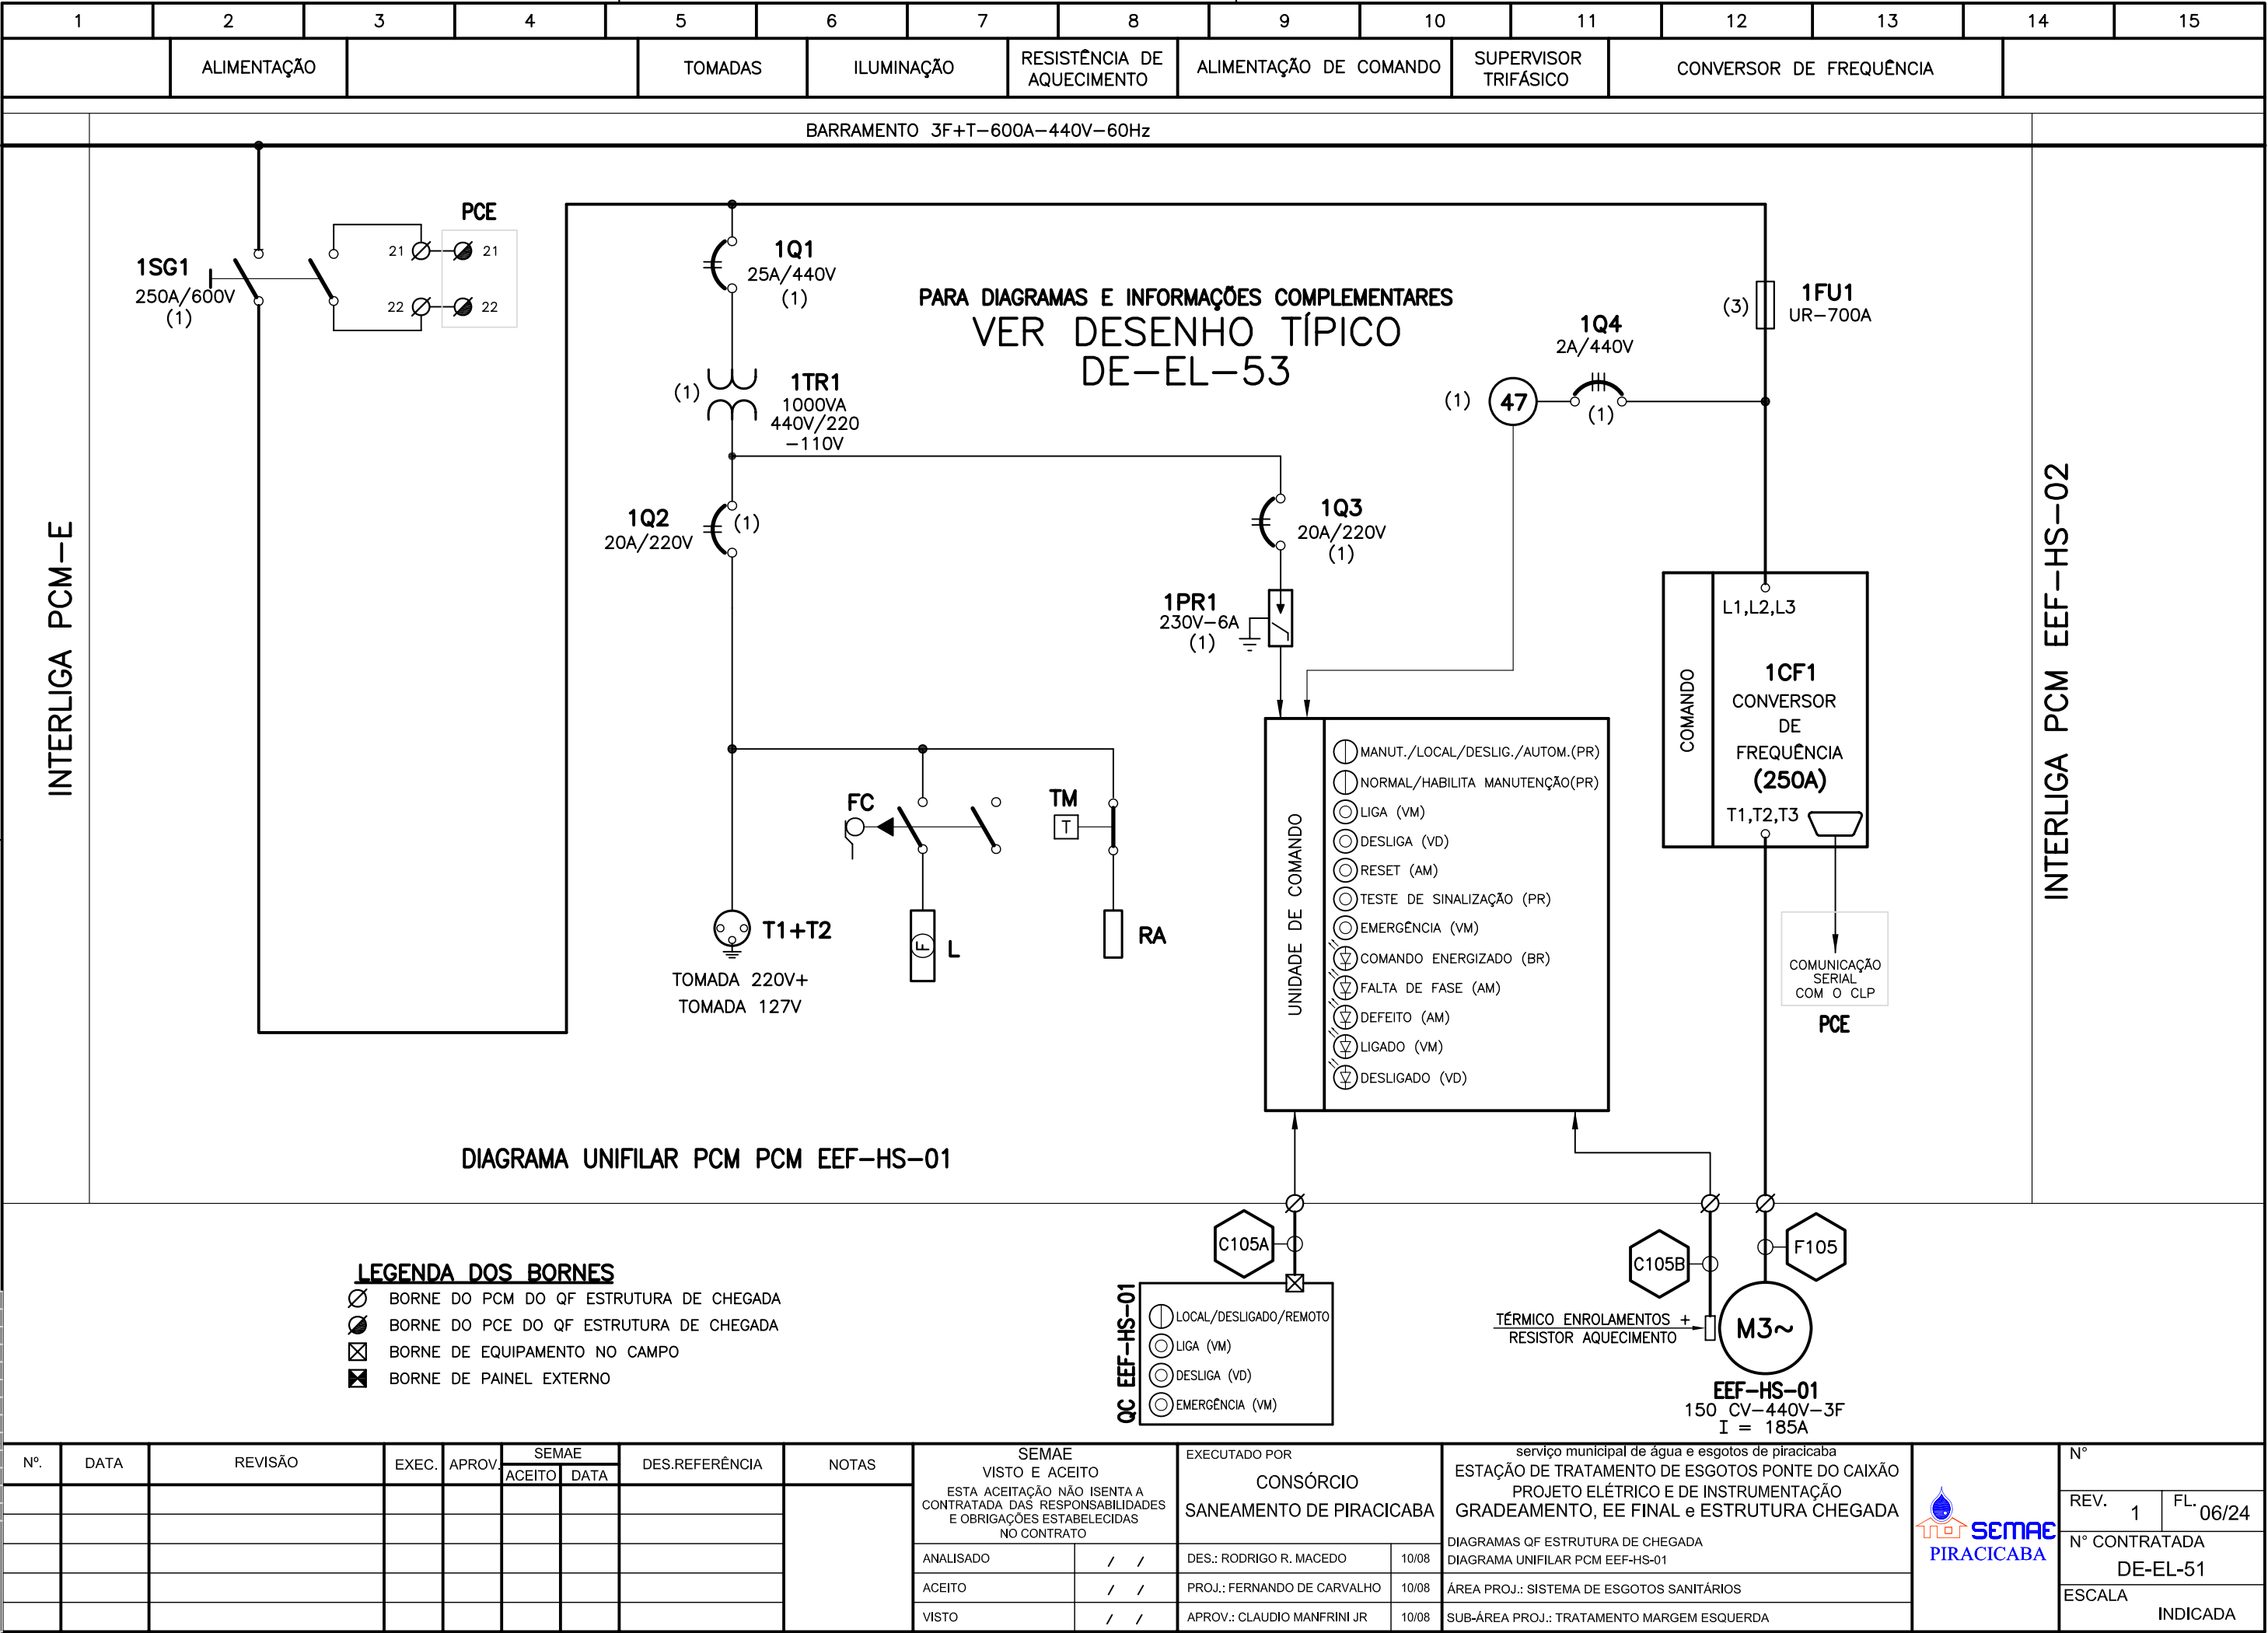 1 2 3 4 5 6 7 8 9 10 11 12 13 14 15
ALIMENTAÇÃO
TOMADAS
ILUMINAÇÃO
RESISTÊNCIA DE
AQUECIMENTO
ALIMENTAÇÃO DE COMANDO
SUPERVISOR
TRIFÁSICO
CONVERSOR DE FREQUÊNCIA
BARRAMENTO 3F+T-600A-440V-60Hz
INTERLIGA PCM-E
1SG1
250A/600V
(1)
PCE
21 21
22 22
1Q1
25A/440V
(1)
(1)
1TR1
1000VA
440V/220
-110V
PARA DIAGRAMAS E INFORMAÇÕES COMPLEMENTARES
VER DESENHO TÍPICO
DE-EL-53
1Q4
2A/440V
(1)
(1) 47
(3)
1FU1
UR-700A
1Q2
20A/220V
(1)
1Q3
20A/220V
(1)
1PR1
230V-6A
(1)
COMANDO
L1,L2,L3
1CF1
CONVERSOR
DE
FREQUÊNCIA
(250A)
T1,T2,T3
COMUNICAÇÃO
SERIAL
COM O CLP
PCE
INTERLIGA PCM EEF-HS-02
FC
TM
T
T1+T2
TOMADA 220V+
TOMADA 127V
F
L
RA
UNIDADE DE COMANDO
MANUT./LOCAL/DESLIG./AUTOM.(PR)
NORMAL/HABILITA MANUTENÇÃO(PR)
LIGA (VM)
DESLIGA (VD)
RESET (AM)
TESTE DE SINALIZAÇÃO (PR)
EMERGÊNCIA (VM)
COMANDO ENERGIZADO (BR)
FALTA DE FASE (AM)
DEFEITO (AM)
LIGADO (VM)
DESLIGADO (VD)
DIAGRAMA UNIFILAR PCM PCM EEF-HS-01
LEGENDA DOS BORNES
BORNE DO PCM DO QF ESTRUTURA DE CHEGADA
BORNE DO PCE DO QF ESTRUTURA DE CHEGADA
BORNE DE EQUIPAMENTO NO CAMPO
BORNE DE PAINEL EXTERNO
C105A
QC EEF-HS-01
LOCAL/DESLIGADO/REMOTO
LIGA (VM)
DESLIGA (VD)
EMERGÊNCIA (VM)
C105B
F105
TÉRMICO ENROLAMENTOS +
RESISTOR AQUECIMENTO
M3~
EEF-HS-01
150 CV-440V-3F
I = 185A
Nº. DATA REVISÃO EXEC. APROV. SEMAE ACEITO DATA DES.REFERÊNCIA NOTAS
SEMAE
VISTO E ACEITO
ESTA ACEITAÇÃO NÃO ISENTA A
CONTRATADA DAS RESPONSABILIDADES
E OBRIGAÇÕES ESTABELECIDAS
NO CONTRATO
ANALISADO / /
ACEITO / /
VISTO / /
EXECUTADO POR
CONSÓRCIO
SANEAMENTO DE PIRACICABA
DES.: RODRIGO R. MACEDO 10/08
PROJ.: FERNANDO DE CARVALHO 10/08
APROV.: CLAUDIO MANFRINI JR 10/08
serviço municipal de água e esgotos de piracicaba
ESTAÇÃO DE TRATAMENTO DE ESGOTOS PONTE DO CAIXÃO
PROJETO ELÉTRICO E DE INSTRUMENTAÇÃO
GRADEAMENTO, EE FINAL e ESTRUTURA CHEGADA
DIAGRAMAS QF ESTRUTURA DE CHEGADA
DIAGRAMA UNIFILAR PCM EEF-HS-01
ÁREA PROJ.: SISTEMA DE ESGOTOS SANITÁRIOS
SUB-ÁREA PROJ.: TRATAMENTO MARGEM ESQUERDA
SEMAE
PIRACICABA
N°
REV. 1 FL. 06/24
N° CONTRATADA
DE-EL-51
ESCALA
INDICADA